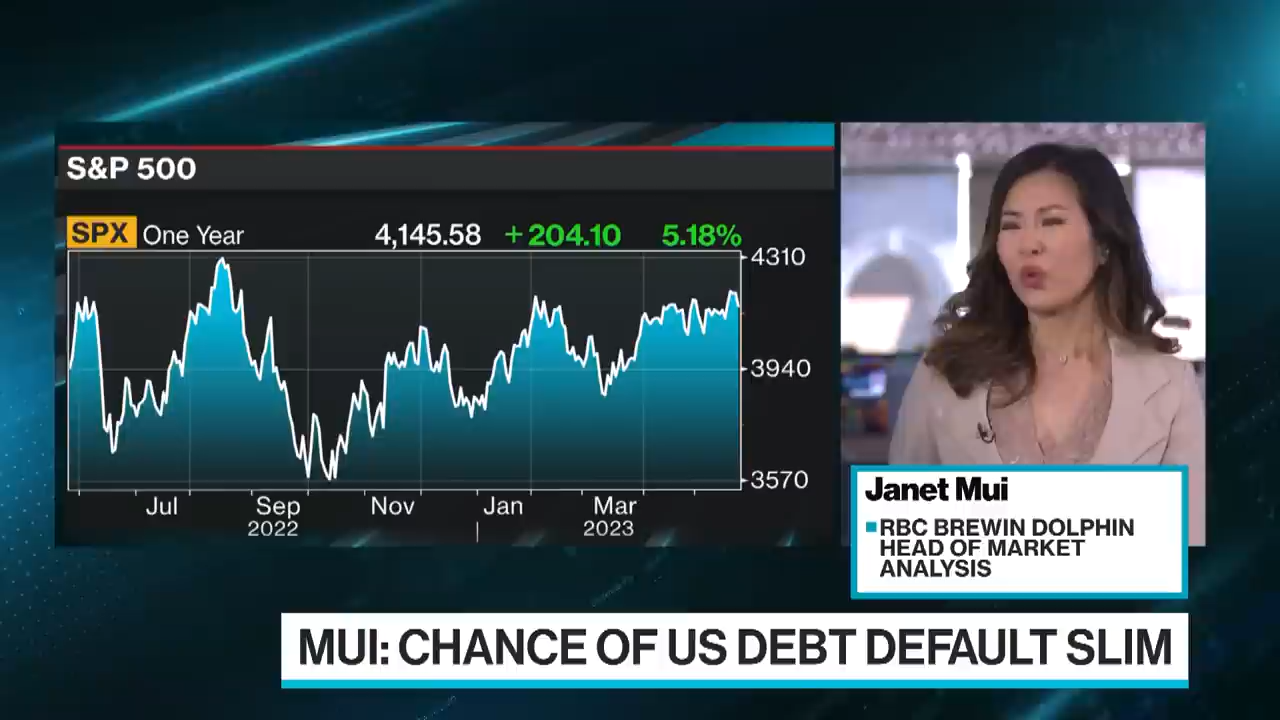 S&P 500
SPX One Year 4,145.58 +204.10 5.18%
4310
3940
3570
Jul Sep Nov Jan Mar
2022 2023
Janet Mui
RBC BREWIN DOLPHIN
HEAD OF MARKET
ANALYSIS
MUI: CHANCE OF US DEBT DEFAULT SLIM